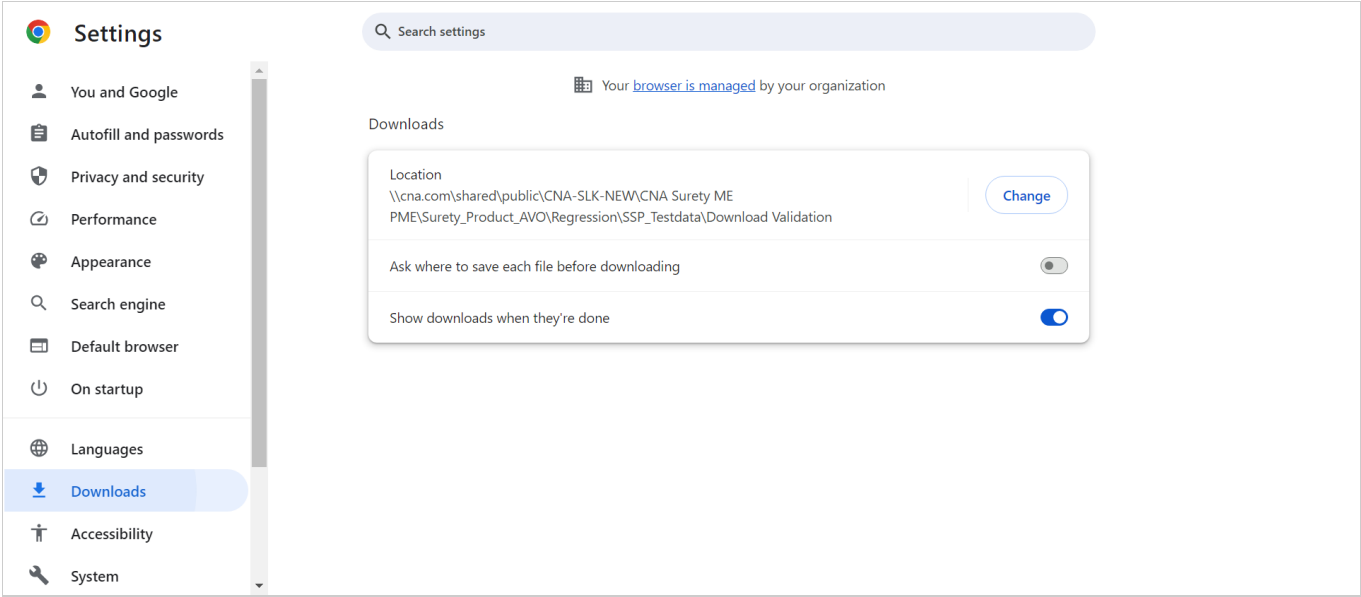 Settings
Search settings
You and Google
Autofill and passwords
Privacy and security
Performance
Appearance
Search engine
Default browser
On startup
Languages
Downloads
Accessibility
System
Your browser is managed by your organization
Downloads
Location
\\cna.com\shared\public\CNA-SLK-NEW\CNA Surety ME
PME\Surety_Product_AVO\Regression\SSP_Testdata\Download Validation
Change
Ask where to save each file before downloading
Show downloads when they're done